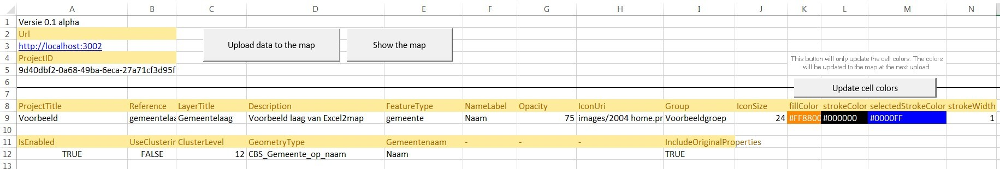 A B C D E F G H I J K L M N
1 Versie 0.1 alpha
2 Url
3 http://localhost:3002
Upload data to the map
Show the map
4 ProjectID
This button will only update the cell colors. The colors
will be updated to the map at the next upload.
5 9d40dbf2-0a68-49ba-6eca-27a71cf3d95f
6
Update cell colors
7
8 ProjectTitle Reference LayerTitle Description FeatureType NameLabel Opacity IconUri Group IconSize fillColor strokeColor selectedStrokeColor strokeWidth
9 Voorbeeld gemeentelaa Gemeentelaag Voorbeeld laag van Excel2map gemeente Naam 75 images/2004 home.pr Voorbeeldgroep 24 #FF8800 #000000 #0000FF 1
10
11 IsEnabled UseClusterin ClusterLevel GeometryType Gemeentenaam - - - IncludeOriginalProperties
12 TRUE FALSE 12 CBS_Gemeente_op_naam Naam TRUE
13